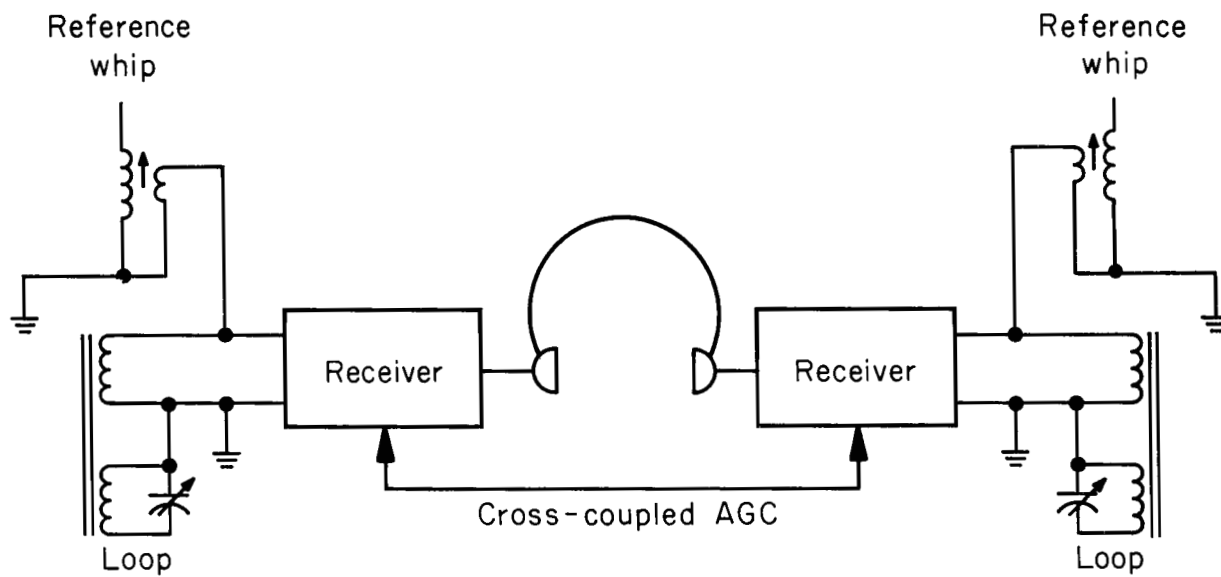 Reference
whip
Reference
whip
Receiver
Receiver
Cross-coupled AGC
Loop
Loop